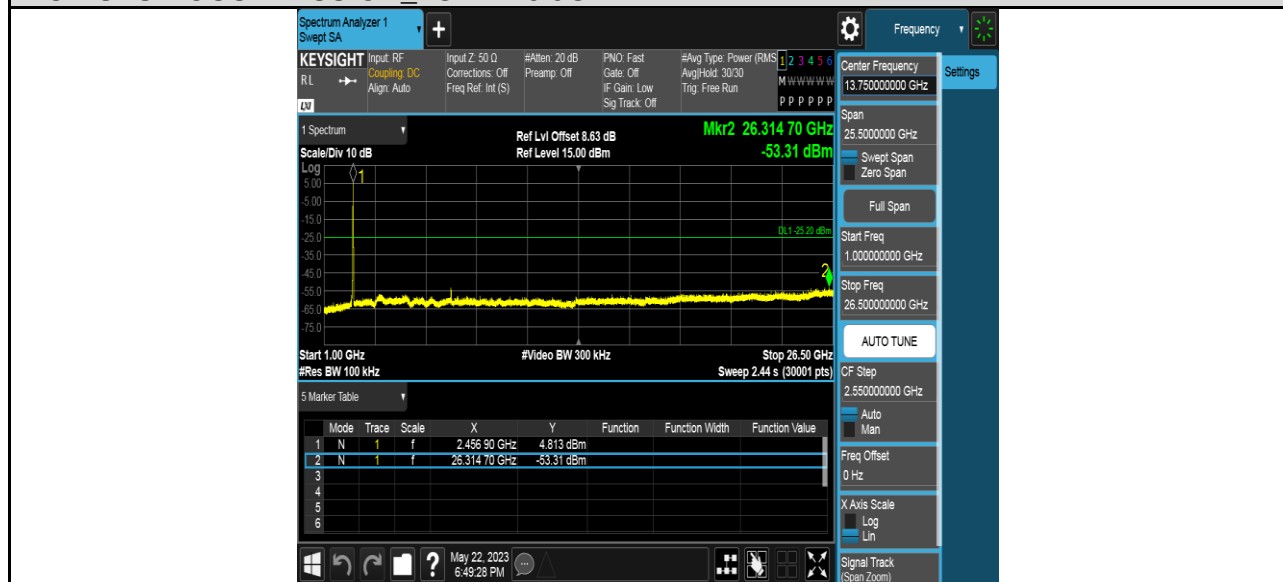 Spectrum Analyzer 1
Swept SA
+
Frequency
KEYSIGHT
RL
LXI
Input: RF
Coupling: DC
Align: Auto
Input Z: 50 Ω
Corrections: Off
Freq Ref: Int (S)
#Atten: 20 dB
Preamp: Off
PNO: Fast
Gate: Off
IF Gain: Low
Sig Track: Off
#Avg Type: Power (RMS
Avg|Hold: 30/30
Trig: Free Run
1 2 3 4 5 6
M W W W W W
P P P P P P
1 Spectrum
Scale/Div 10 dB
Ref Lvl Offset 8.63 dB
Ref Level 15.00 dBm
Mkr2 26.314 70 GHz
-53.31 dBm
Log
5.00
-5.00
-15.0
-25.0
-35.0
-45.0
-55.0
-65.0
-75.0
1
DL1 -25.20 dBm
2
Start 1.00 GHz
#Video BW 300 kHz
Stop 26.50 GHz
#Res BW 100 kHz
Sweep 2.44 s (30001 pts)
5 Marker Table
Mode Trace Scale X Y Function Function Width Function Value
1 N 1 f 2.456 90 GHz 4.813 dBm
2 N 1 f 26.314 70 GHz -53.31 dBm
3
4
5
6
?
May 22, 2023
6:49:28 PM
Center Frequency
13.750000000 GHz
Settings
Span
25.5000000 GHz
Swept Span
Zero Span
Full Span
Start Freq
1.000000000 GHz
Stop Freq
26.500000000 GHz
AUTO TUNE
CF Step
2.550000000 GHz
Auto
Man
Freq Offset
0 Hz
X Axis Scale
Log
Lin
Signal Track
(Span Zoom)